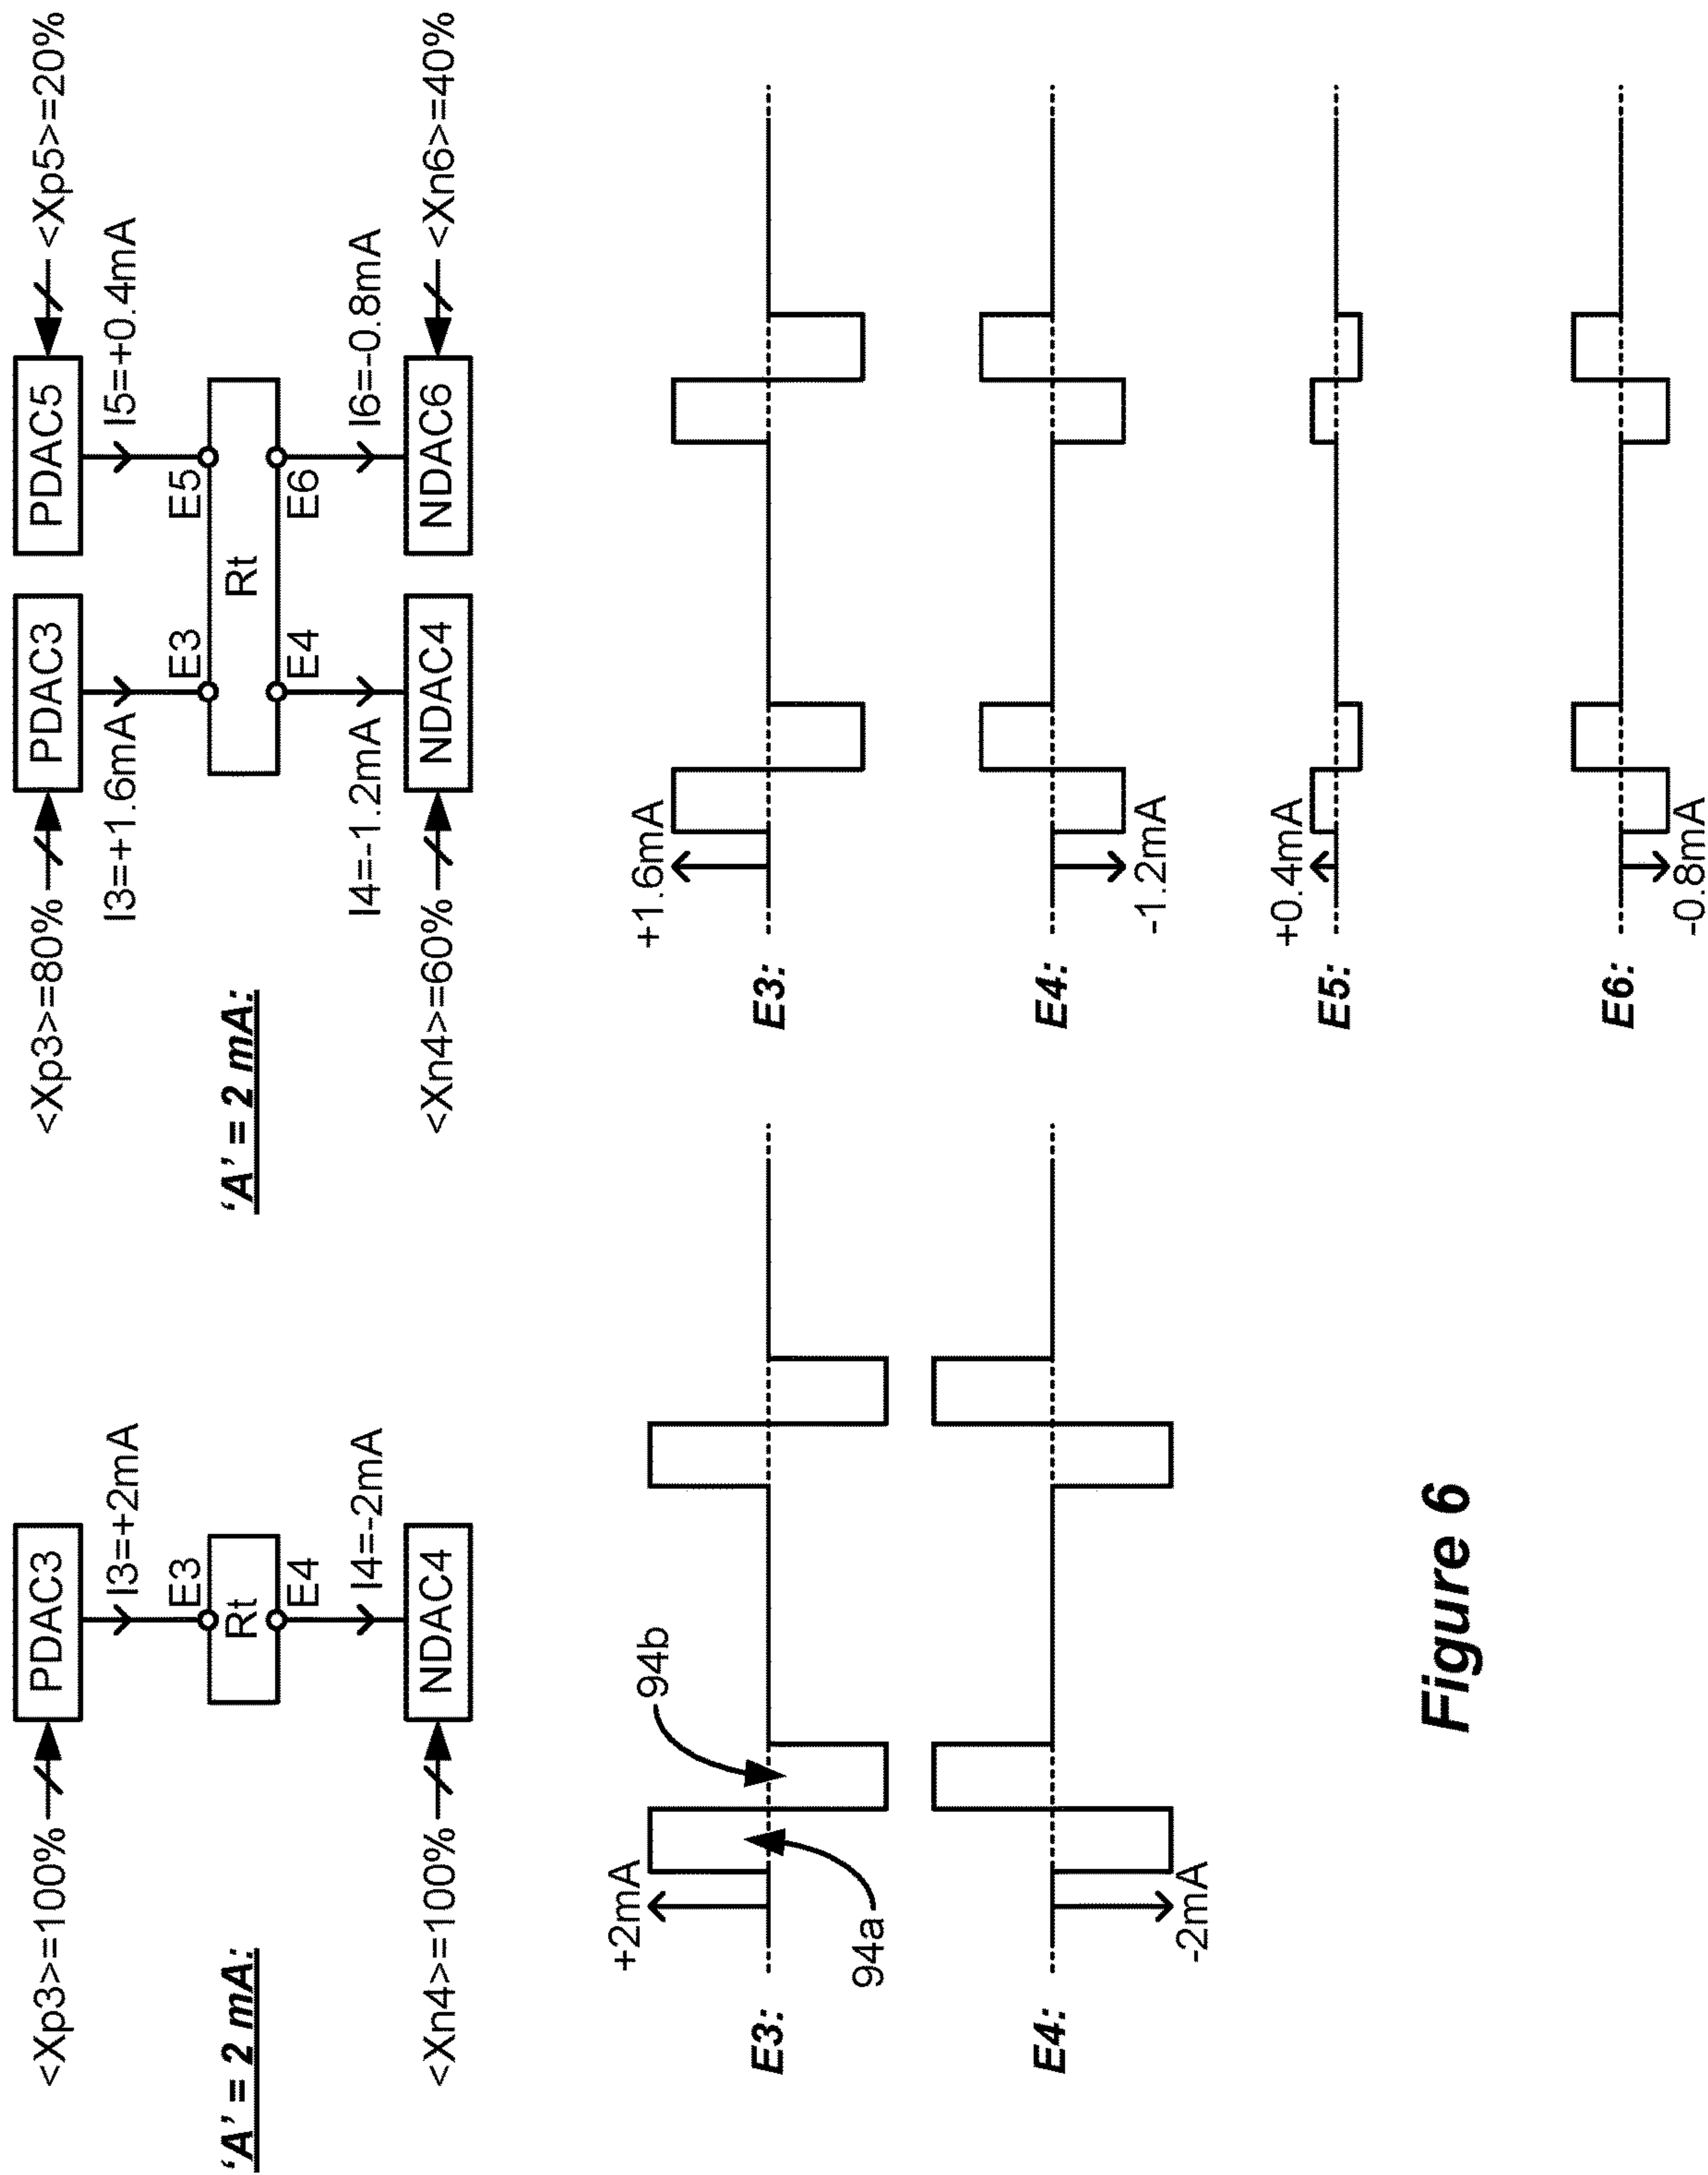 ‘A’ = 2 mA:
<Xp3>=100%
PDAC3
I3=+2mA
E3
Rt
E4
I4=-2mA
<Xn4>=100%
NDAC4
+2mA
94b
E3:
94a
E4:
-2mA
‘A’ = 2 mA:
<Xp3>=80%
PDAC3
PDAC5
<Xp5>=20%
I3=+1.6mA
I5=+0.4mA
E3
E5
Rt
E4
E6
I4=-1.2mA
I6=-0.8mA
<Xn4>=60%
NDAC4
NDAC6
<Xn6>=40%
+1.6mA
E3:
E4:
-1.2mA
+0.4mA
E5:
E6:
-0.8mA
Figure 6